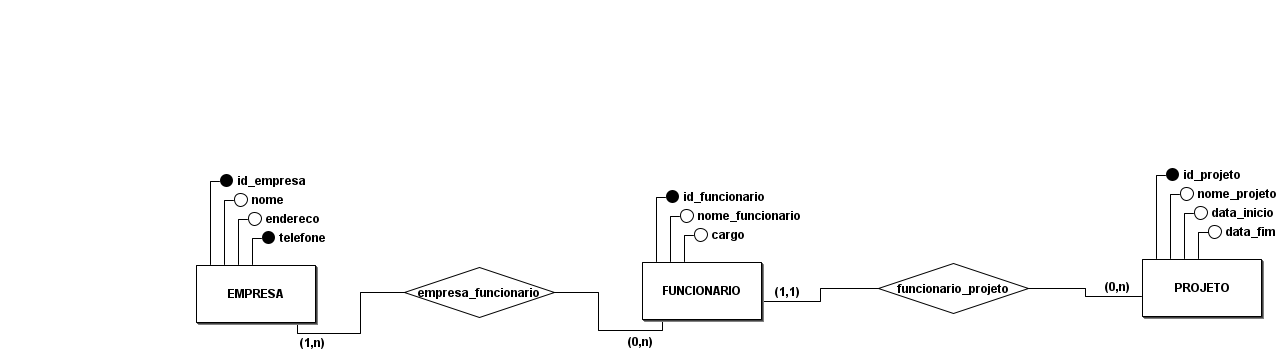 id_empresa
nome
endereco
telefone
EMPRESA
(1,n)
empresa_funcionario
(0,n)
id_funcionario
nome_funcionario
cargo
FUNCIONARIO
(1,1)
funcionario_projeto
(0,n)
id_projeto
nome_projeto
data_inicio
data_fim
PROJETO